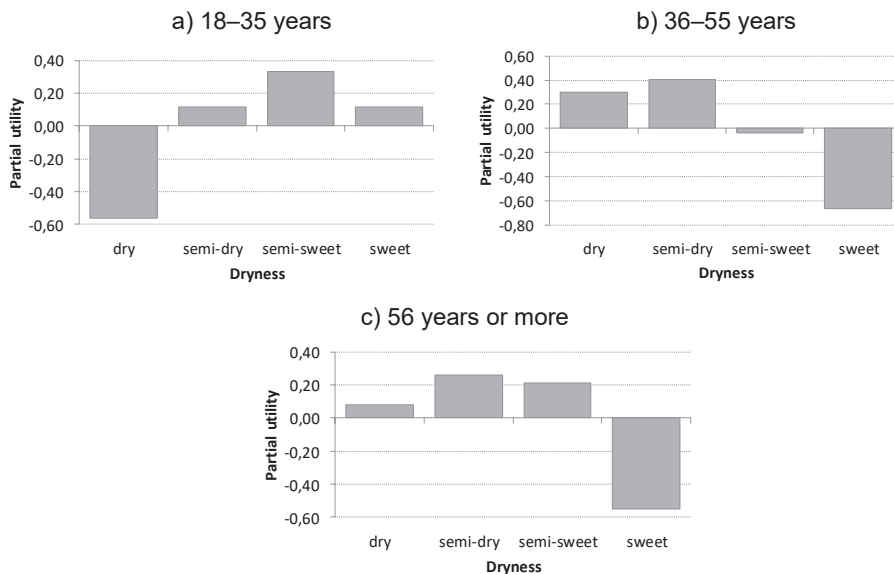 a) 18–35 years
0,40
0,20
0,00
-0,20
-0,40
-0,60
Partial utility
dry semi-dry semi-sweet sweet
Dryness
b) 36–55 years
0,60
0,40
0,20
0,00
-0,20
-0,40
-0,60
-0,80
Partial utility
dry semi-dry semi-sweet sweet
Dryness
c) 56 years or more
0,40
0,20
0,00
-0,20
-0,40
-0,60
Partial utility
dry semi-dry semi-sweet sweet
Dryness